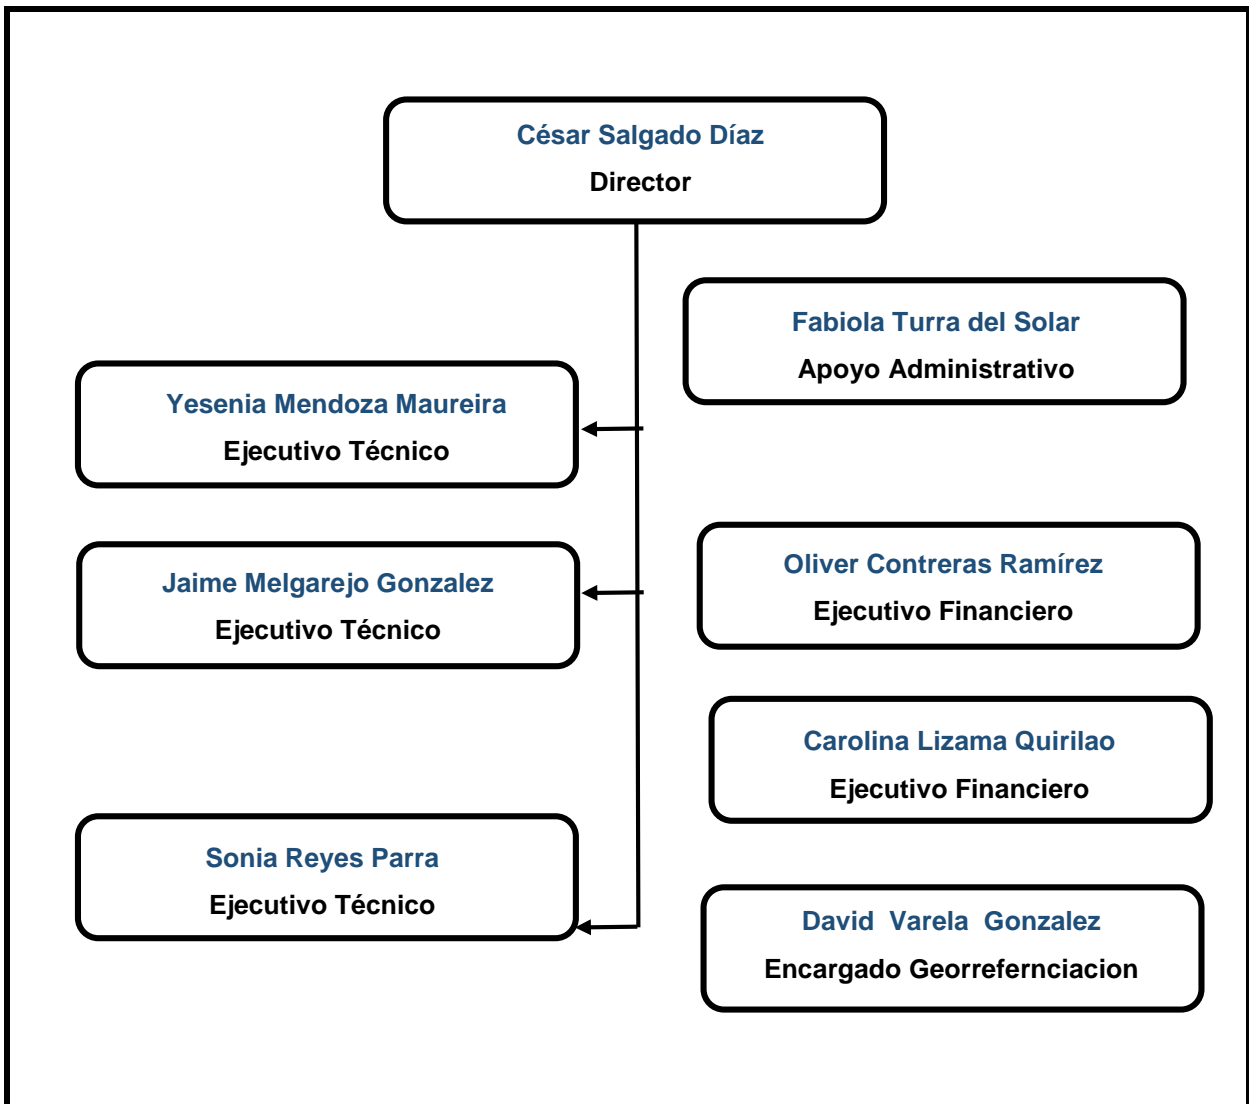 César Salgado Díaz
Director
Fabiola Turra del Solar
Apoyo Administrativo
Yesenia Mendoza Maureira
Ejecutivo Técnico
Jaime Melgarejo Gonzalez
Ejecutivo Técnico
Oliver Contreras Ramírez
Ejecutivo Financiero
Carolina Lizama Quirilao
Ejecutivo Financiero
Sonia Reyes Parra
Ejecutivo Técnico
David Varela Gonzalez
Encargado Georrefernciacion